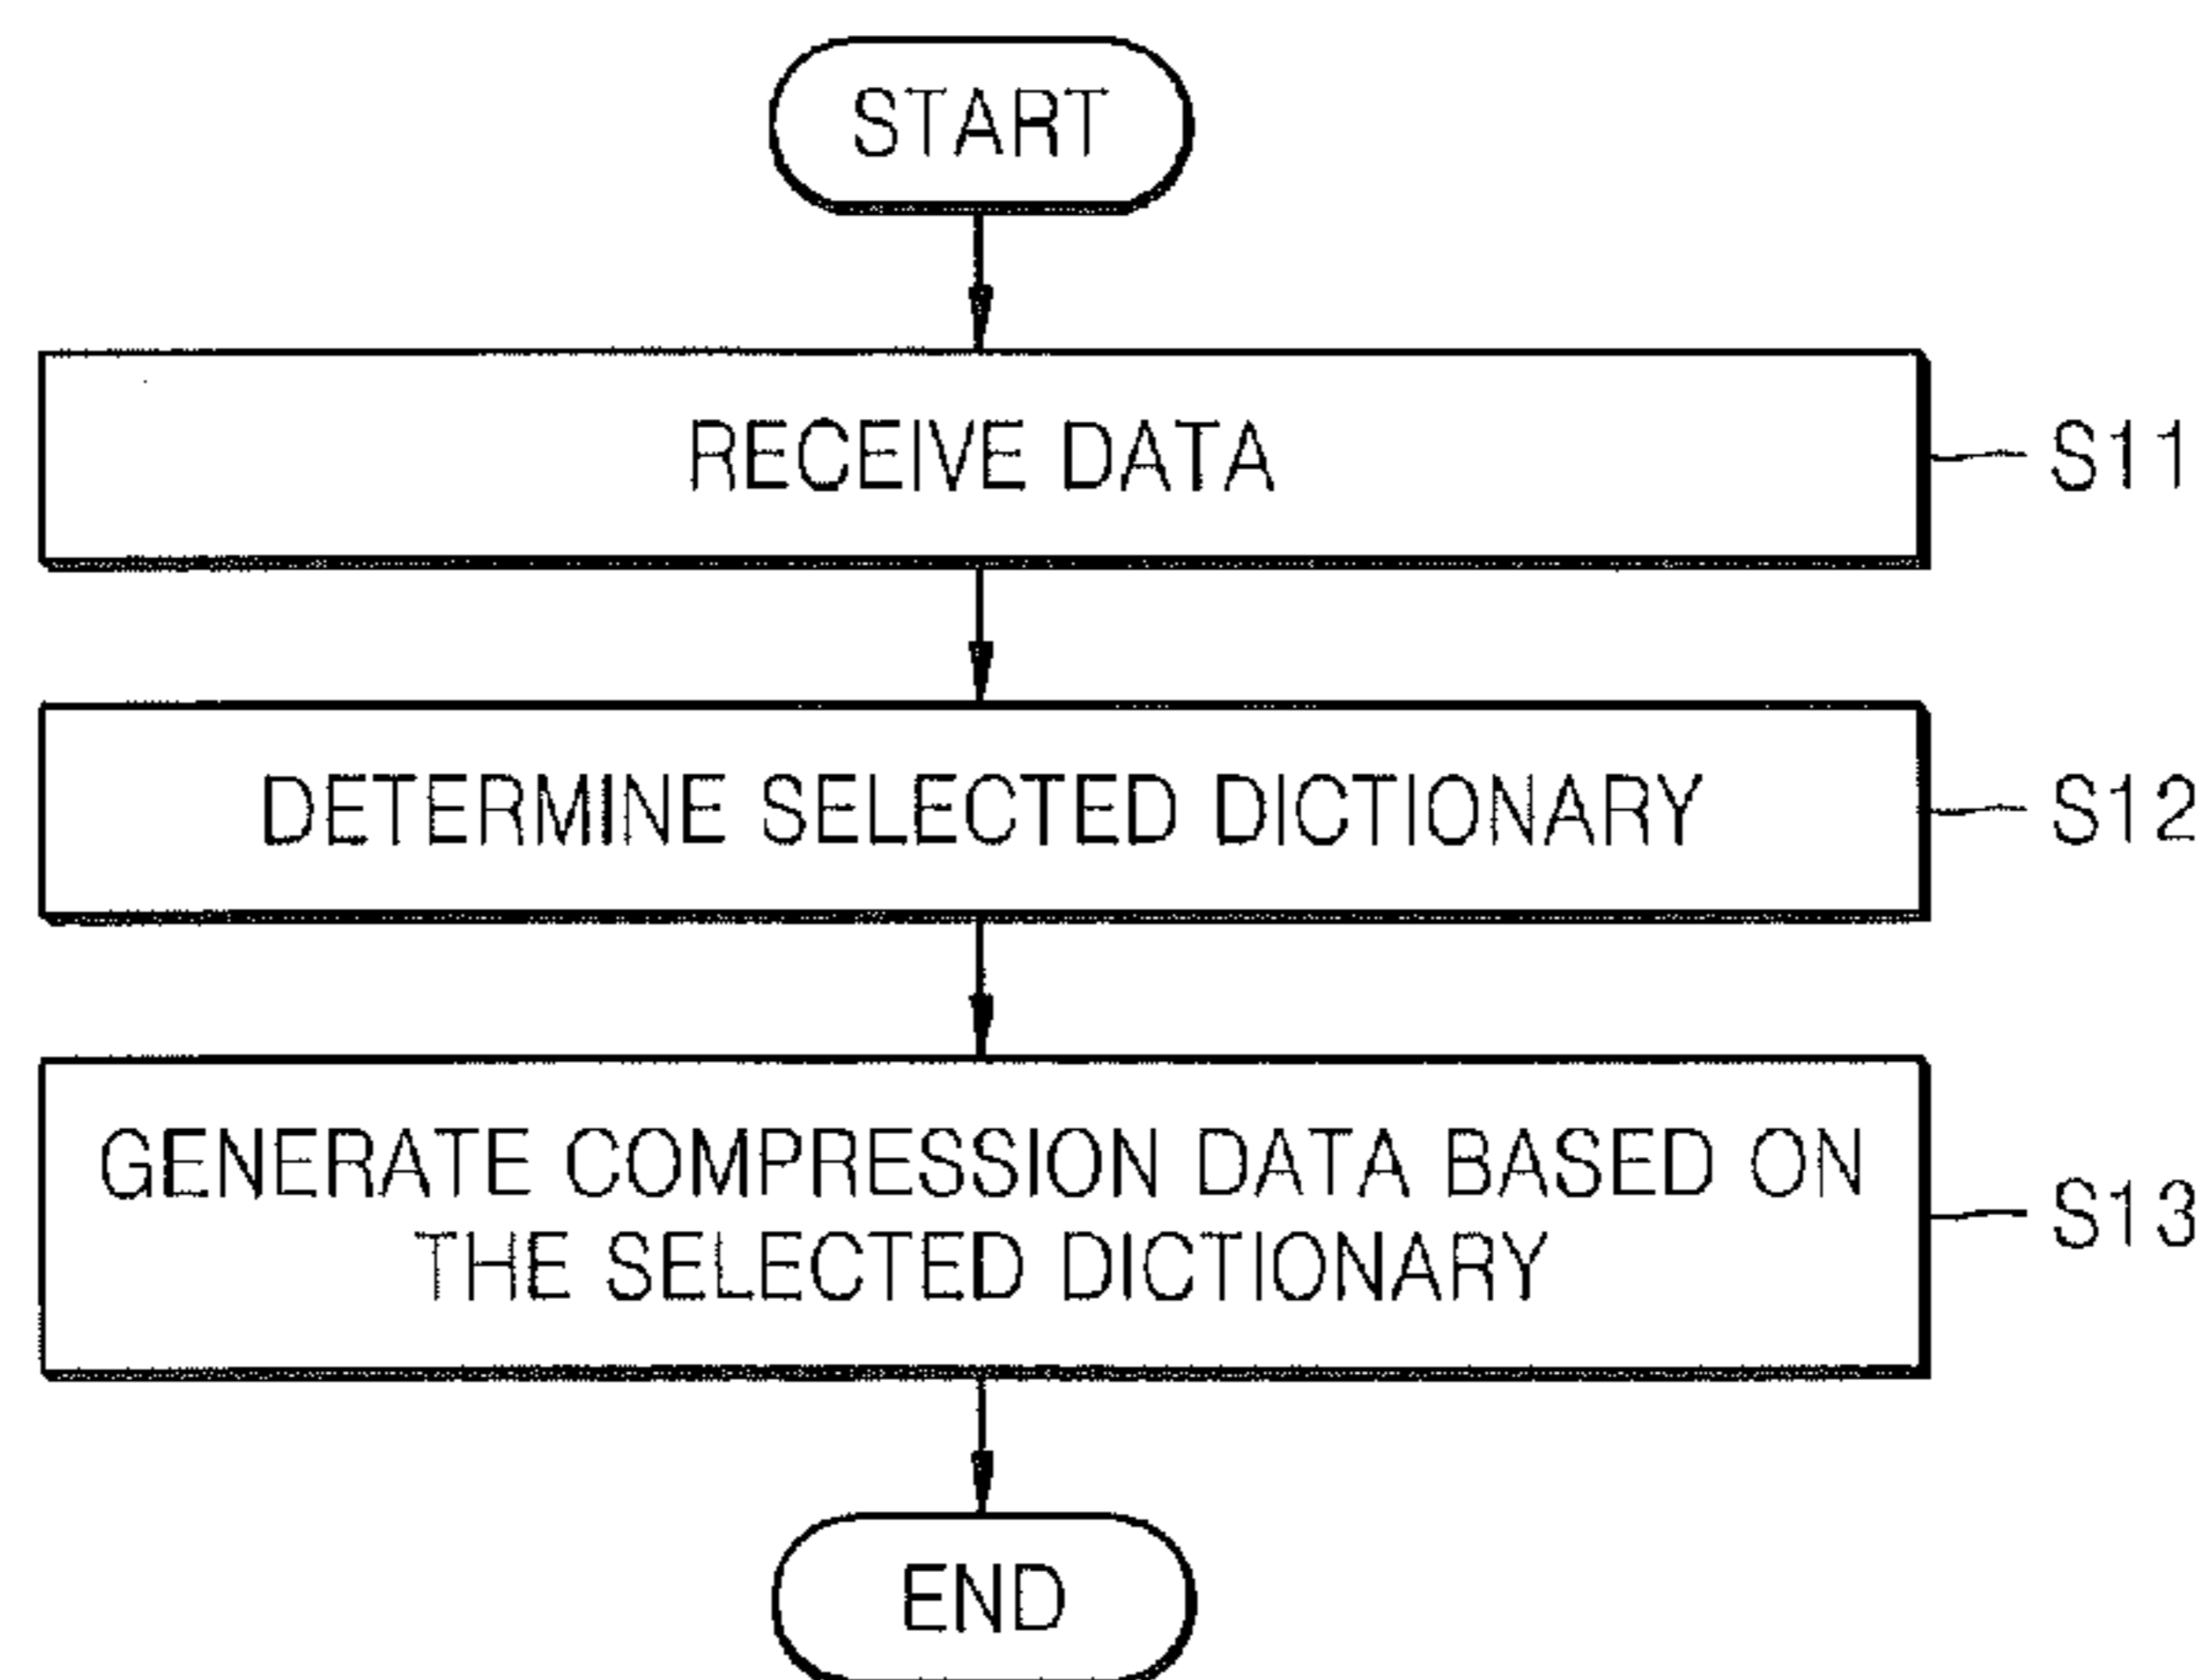 START
RECEIVE DATA
S11
DETERMINE SELECTED DICTIONARY
S12
GENERATE COMPRESSION DATA BASED ON
THE SELECTED DICTIONARY
S13
END